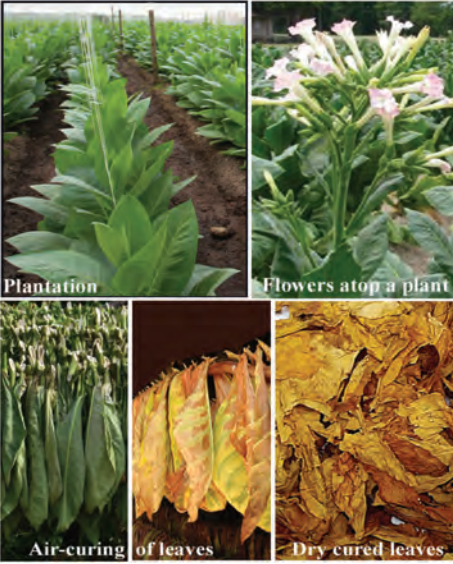 Plantation
Flowers atop a plant
Air-curing of leaves
Dry cured leaves